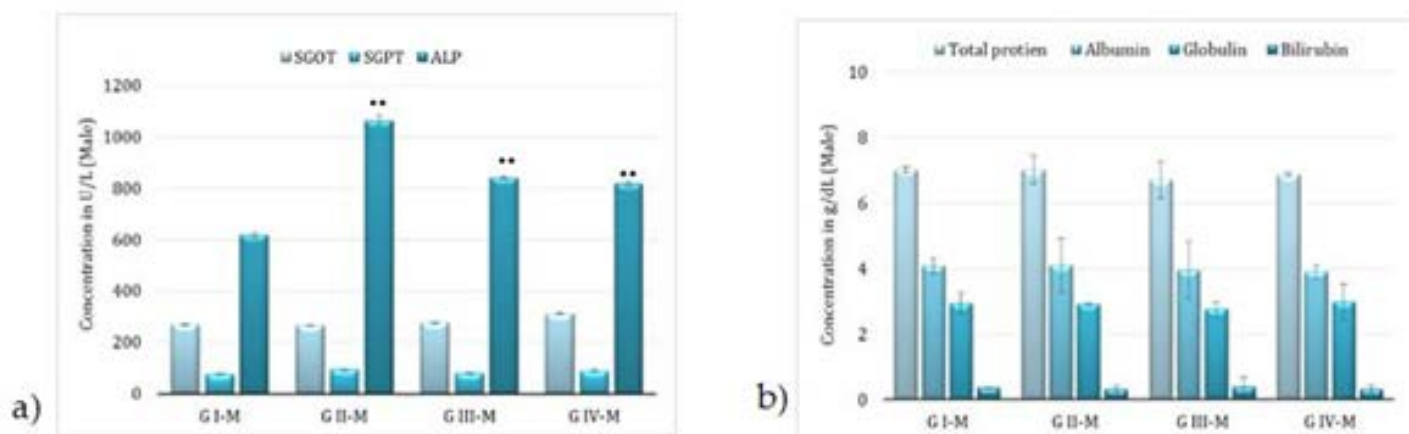 SGOT SGPT ALP
Concentration in U/L (Male)
1200
1000
800
600
400
200
0
••
••
••
G I-M G II-M G III-M G IV-M
a)
Total protien Albumin Globulin Bilirubin
Concentration in g/dL (Male)
10
8
6
4
2
0
G I-M G II-M G III-M G IV-M
b)